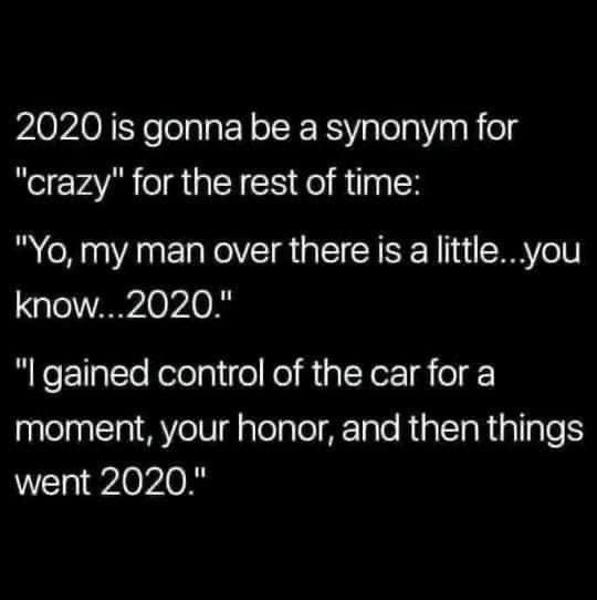 2020 is gonna be a synonym for
"crazy" for the rest of time:
"Yo, my man over there is a little...you
know...2020."
"I gained control of the car for a
moment, your honor, and then things
went 2020."